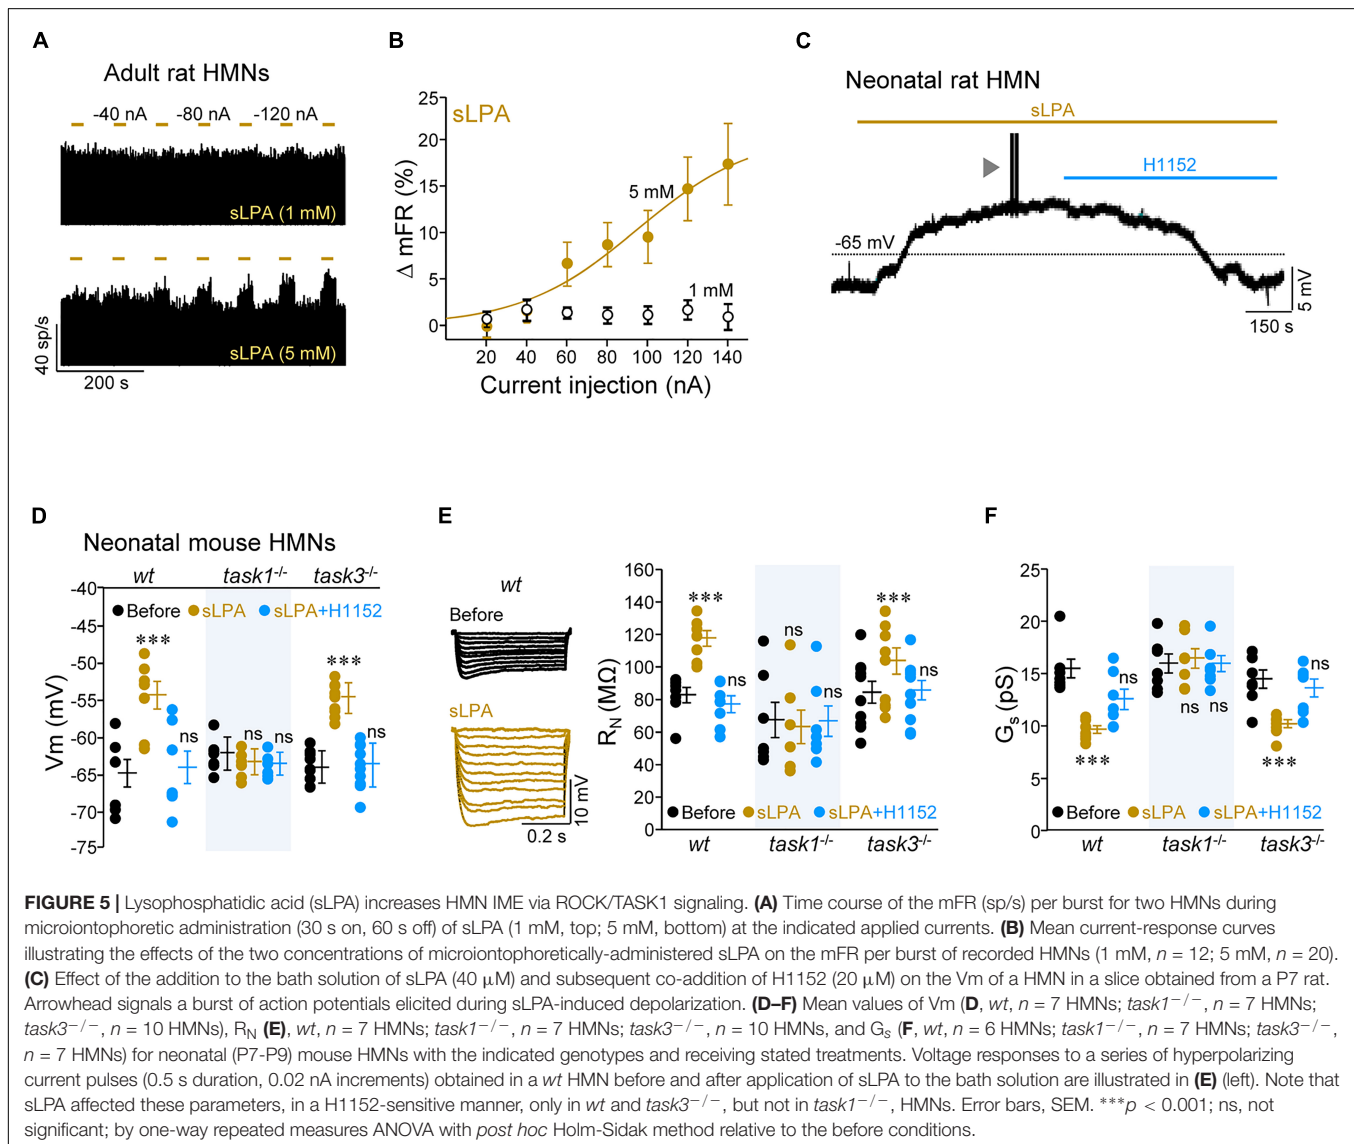 A
Adult rat HMNs
-40 nA -80 nA -120 nA
sLPA (1 mM)
sLPA (5 mM)
40 sp/s
200 s
B
sLPA
25
20
15
10
5
0
Δ mFR (%)
5 mM
1 mM
20 40 60 80 100 120 140
Current injection (nA)
C
Neonatal rat HMN
sLPA
H1152
-65 mV
5 mV
150 s
D
Neonatal mouse HMNs
wt task1-/- task3-/-
-40
-45
-50
-55
-60
-65
-70
-75
Vm (mV)
Before sLPA sLPA+H1152
*** ns ns ns *** ns
E
wt
Before
sLPA
10 mV
0.2 s
160
140
120
100
80
60
40
20
0
RN (MΩ)
*** ns ns ns *** ns
Before sLPA sLPA+H1152
wt task1-/- task3-/-
F
25
20
15
10
5
0
Gs (pS)
*** ns ns ns *** ns
Before sLPA sLPA+H1152
wt task1-/- task3-/-
FIGURE 5 | Lysophosphatidic acid (sLPA) increases HMN IME via ROCK/TASK1 signaling. (A) Time course of the mFR (sp/s) per burst for two HMNs during
microiontophoretic administration (30 s on, 60 s off) of sLPA (1 mM, top; 5 mM, bottom) at the indicated applied currents. (B) Mean current-response curves
illustrating the effects of the two concentrations of microiontophoretically-administered sLPA on the mFR per burst of recorded HMNs (1 mM, n = 12; 5 mM, n = 20).
(C) Effect of the addition to the bath solution of sLPA (40 μM) and subsequent co-addition of H1152 (20 μM) on the Vm of a HMN in a slice obtained from a P7 rat.
Arrowhead signals a burst of action potentials elicited during sLPA-induced depolarization. (D–F) Mean values of Vm (D, wt, n = 7 HMNs; task1−/−, n = 7 HMNs;
task3−/−, n = 10 HMNs), RN (E), wt, n = 7 HMNs; task1−/−, n = 7 HMNs; task3−/−, n = 10 HMNs, and Gs (F, wt, n = 6 HMNs; task1−/−, n = 7 HMNs; task3−/−,
n = 7 HMNs) for neonatal (P7-P9) mouse HMNs with the indicated genotypes and receiving stated treatments. Voltage responses to a series of hyperpolarizing
current pulses (0.5 s duration, 0.02 nA increments) obtained in a wt HMN before and after application of sLPA to the bath solution are illustrated in (E) (left). Note that
sLPA affected these parameters, in a H1152-sensitive manner, only in wt and task3−/−, but not in task1−/−, HMNs. Error bars, SEM. ***p < 0.001; ns, not
significant; by one-way repeated measures ANOVA with post hoc Holm-Sidak method relative to the before conditions.